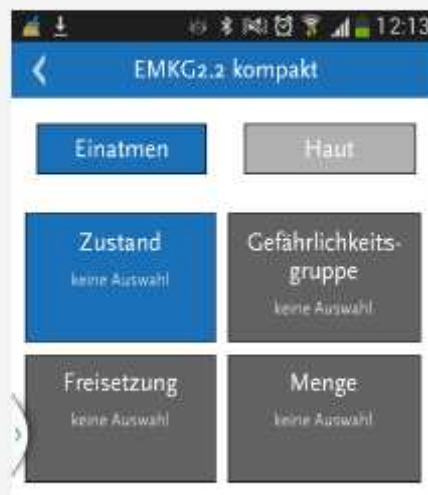 12:13
EMKG2.2 kompakt
Einatmen
Haut
Zustand
keine Auswahl
Gefährlichkeits-
gruppe
keine Auswahl
Freisetzung
keine Auswahl
Menge
keine Auswahl